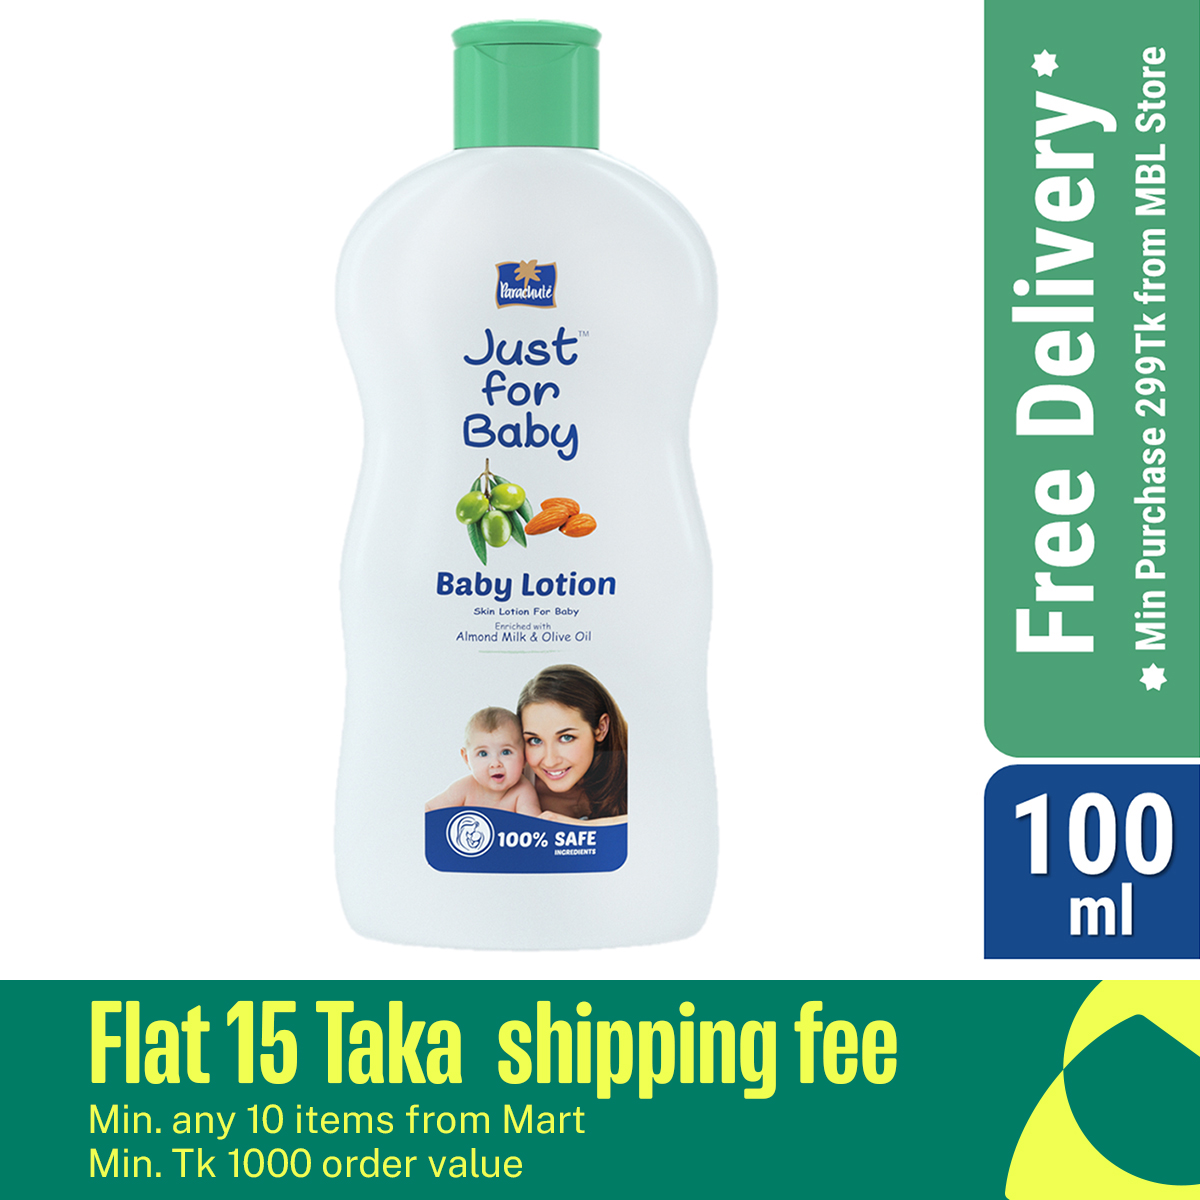 Parachute
Just™
for
Baby
Baby Lotion
Skin Lotion For Baby
Enriched with
Almond Milk & Olive Oil
100% SAFE
INGREDIENTS
Free Delivery
Min Purchase 299Tk from MBL Store
100
ml
Flat 15 Taka shipping fee
Min. any 10 items from Mart
Min. Tk 1000 order value